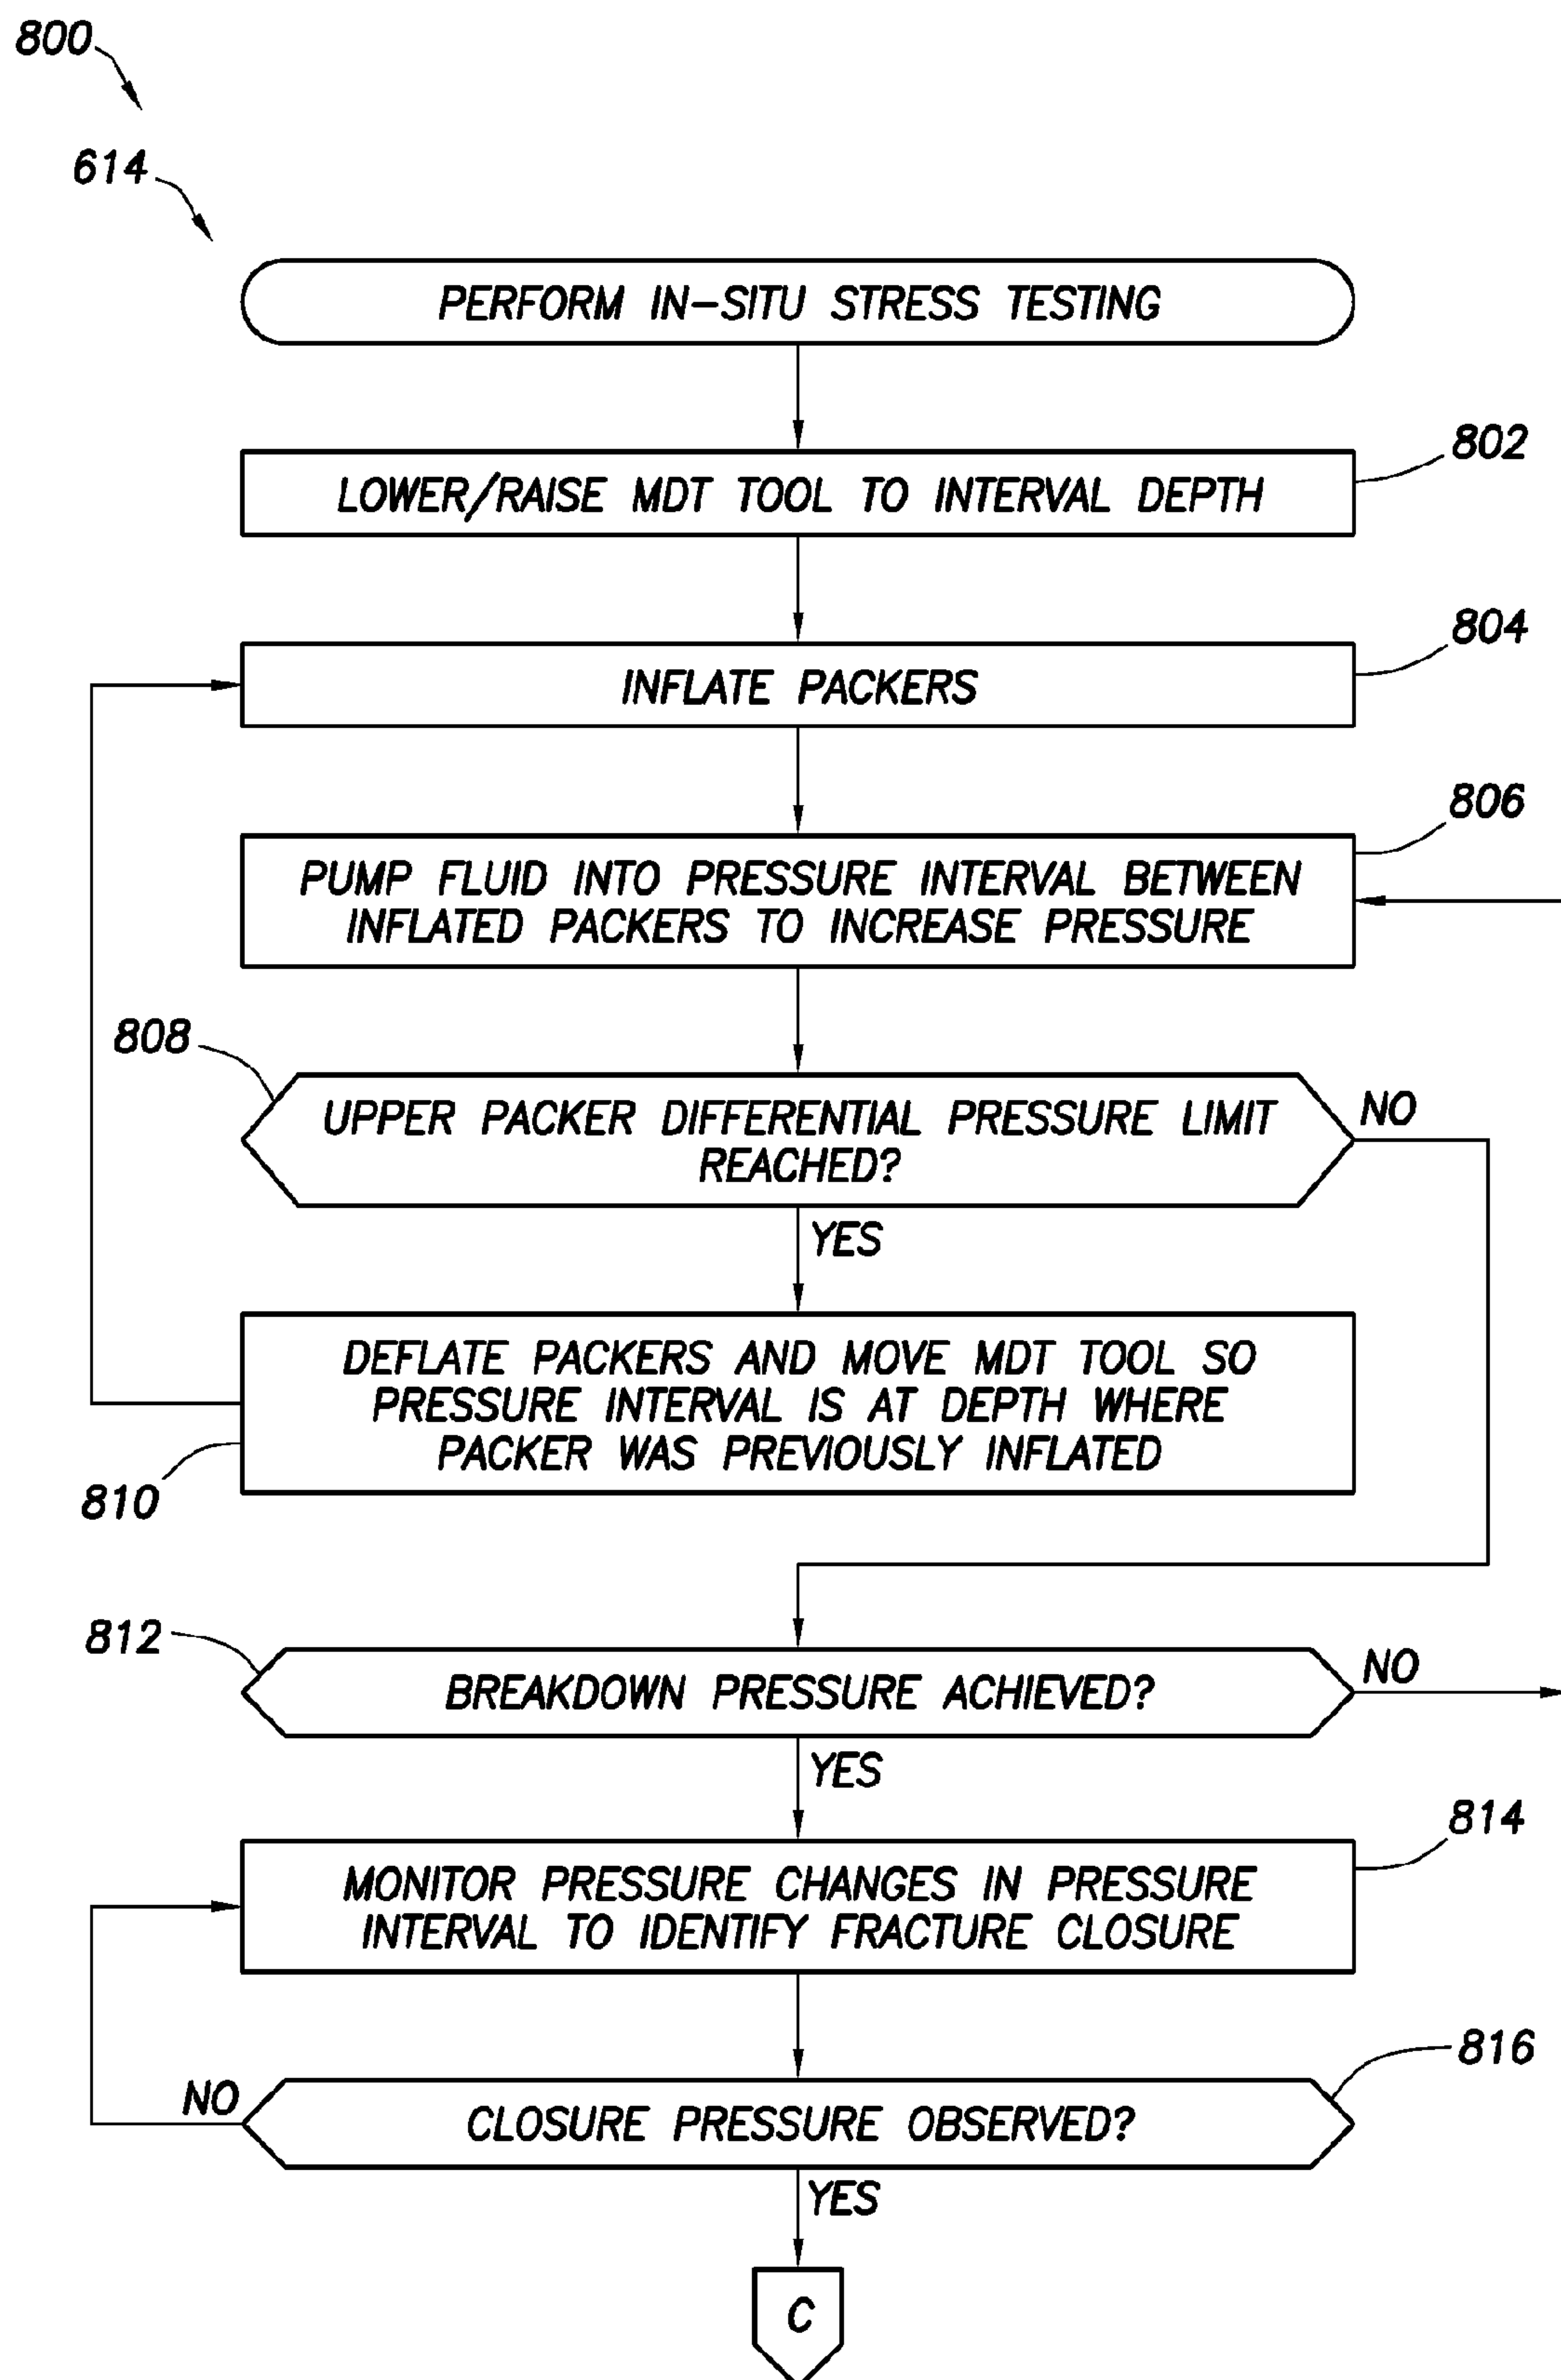 800
614
PERFORM IN-SITU STRESS TESTING
802
LOWER/RAISE MDT TOOL TO INTERVAL DEPTH
804
INFLATE PACKERS
806
PUMP FLUID INTO PRESSURE INTERVAL BETWEEN
INFLATED PACKERS TO INCREASE PRESSURE
808
UPPER PACKER DIFFERENTIAL PRESSURE LIMIT
REACHED?
NO
YES
DEFLATE PACKERS AND MOVE MDT TOOL SO
PRESSURE INTERVAL IS AT DEPTH WHERE
PACKER WAS PREVIOUSLY INFLATED
810
812
BREAKDOWN PRESSURE ACHIEVED?
NO
YES
814
MONITOR PRESSURE CHANGES IN PRESSURE
INTERVAL TO IDENTIFY FRACTURE CLOSURE
816
NO
CLOSURE PRESSURE OBSERVED?
YES
C